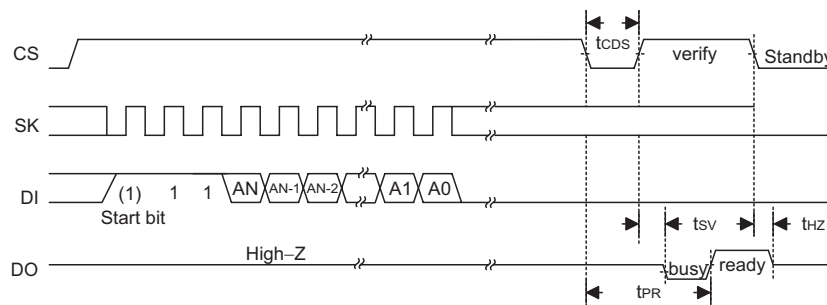 tCDS
CS
verify
Standby
SK
DI
(1) 1 1 AN AN-1 AN-2 A1 A0
Start bit
tSV
tHZ
High–Z
DO
busy
ready
tPR